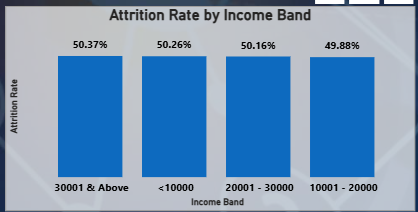 Attrition Rate by Income Band
50.37% 50.26% 50.16% 49.88%
Attrition Rate
30001 & Above <10000 20001 - 30000 10001 - 20000
Income Band